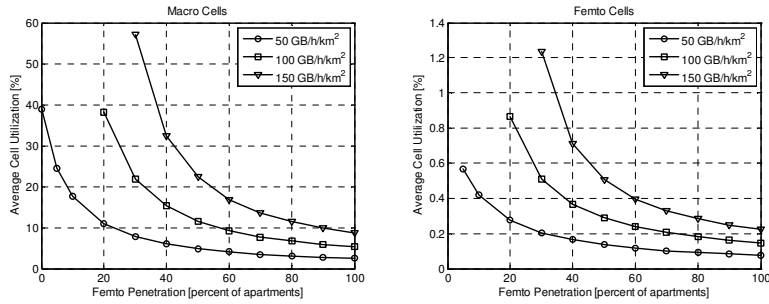 Macro Cells
60
50
40
30
20
10
0
Average Cell Utilization [%]
50 GB/h/km²
100 GB/h/km²
150 GB/h/km²
0 20 40 60 80 100
Femto Penetration [percent of apartments]
Femto Cells
1.4
1.2
1
0.8
0.6
0.4
0.2
0
Average Cell Utilization [%]
50 GB/h/km²
100 GB/h/km²
150 GB/h/km²
0 20 40 60 80 100
Femto Penetration [percent of apartments]